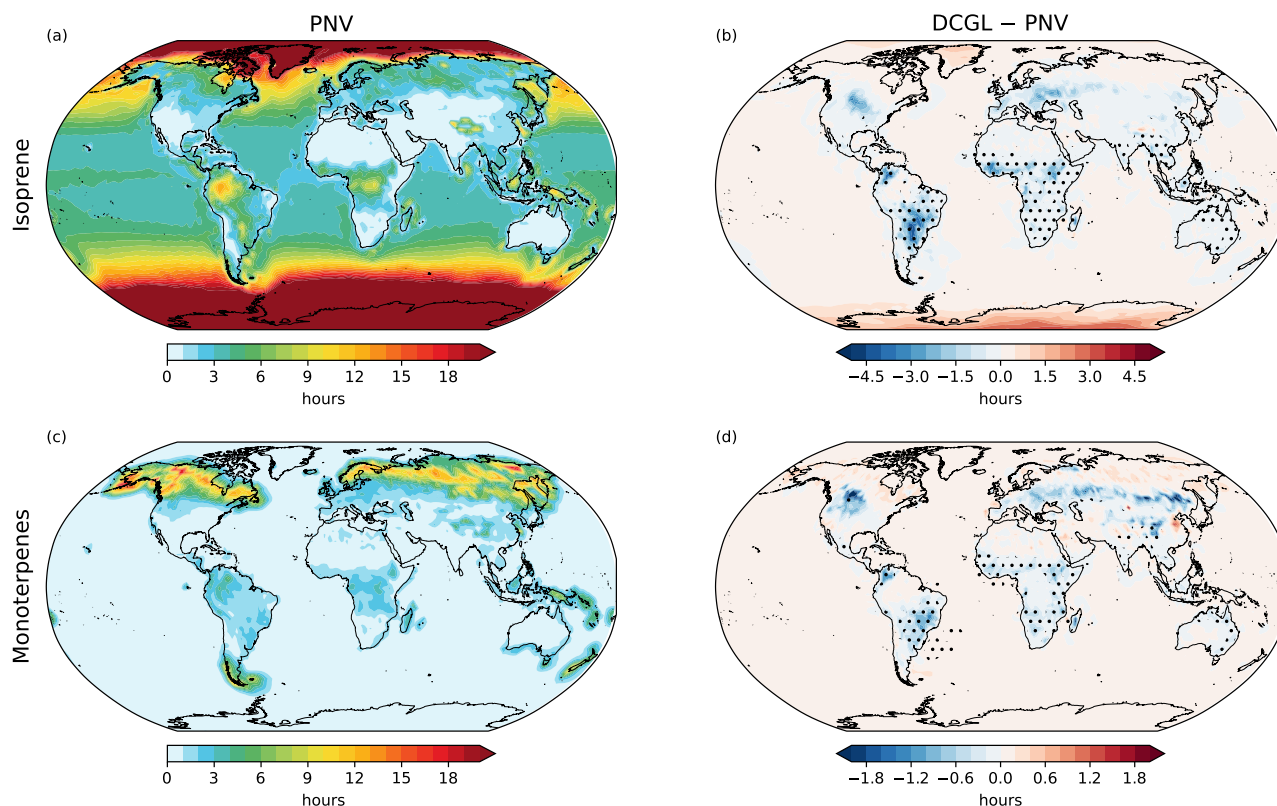 PNV
DCGL − PNV
(a)
(b)
Isoprene
0 3 6 9 12 15 18
hours
−4.5 −3.0 −1.5 0.0 1.5 3.0 4.5
hours
(c)
(d)
Monoterpenes
0 3 6 9 12 15 18
hours
−1.8 −1.2 −0.6 0.0 0.6 1.2 1.8
hours